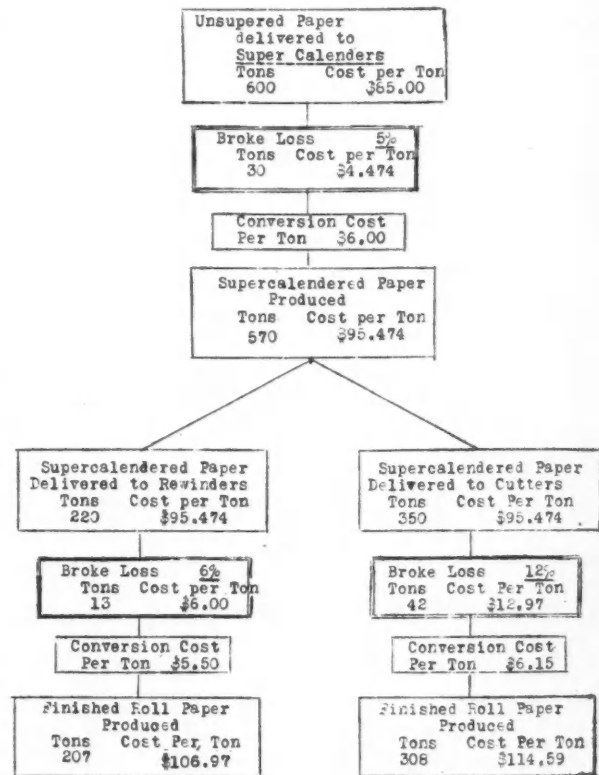 Unsupered Paper
delivered to
Super Calenders
Tons Cost per Ton
600 $85.00
Broke Loss 5%
Tons Cost per Ton
30 $4.474
Conversion Cost
Per Ton $6.00
Supercalendered Paper
Produced
Tons Cost per Ton
570 $95.474
Supercalendered Paper
Delivered to Rewinders
Tons Cost per Ton
220 $95.474
Broke Loss 6%
Tons Cost per Ton
13 $6.00
Conversion Cost
Per Ton $5.50
Finished Roll Paper
Produced
Tons Cost Per, Ton
207 $106.97
Supercalendered Paper
Delivered to Cutters
Tons Cost Per Ton
350 $95.474
Broke Loss 12%
Tons Cost Per Ton
42 $12.97
Conversion Cost
Per Ton $6.15
Finished Roll Paper
Produced
Tons Cost Per Ton
308 $114.59